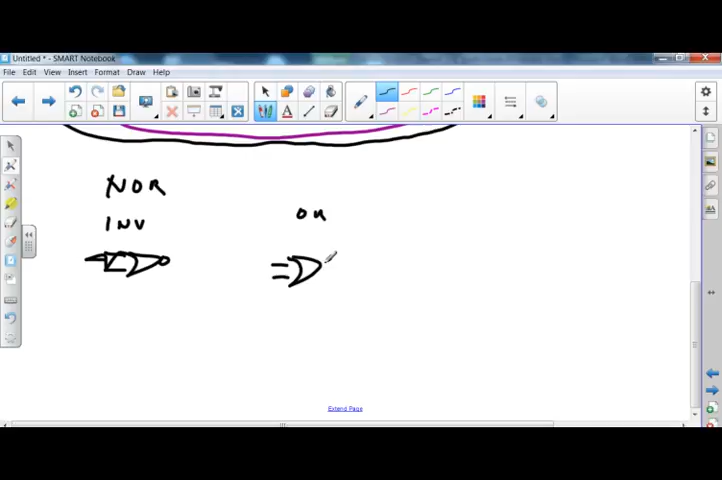 Untitled * - SMART Notebook
File Edit View Insert Format Draw Help
NOR
INV
OR
Extend Page